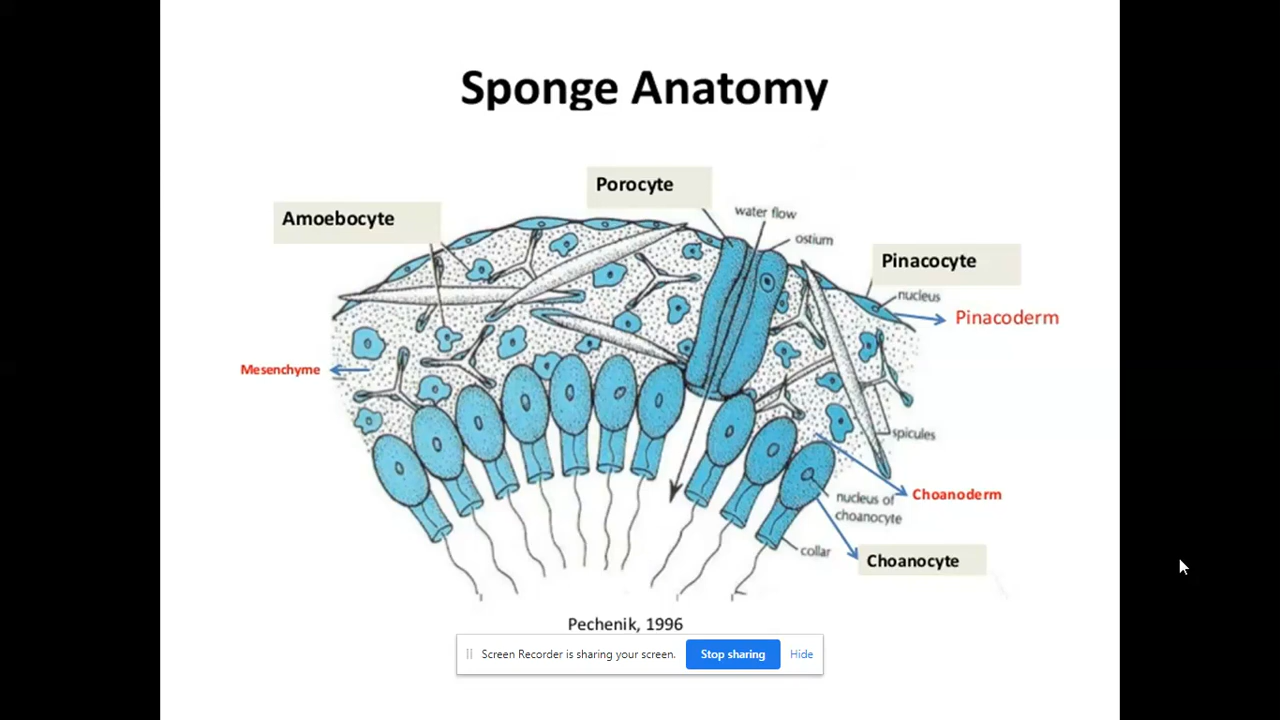 Sponge Anatomy
Porocyte
Amoebocyte
water flow
ostium
Pinacocyte
nucleus
Pinacoderm
Mesenchyme
spicules
Choanoderm
nucleus of
choanocyte
collar
Choanocyte
Pechenik, 1996
Screen Recorder is sharing your screen. Stop sharing Hide